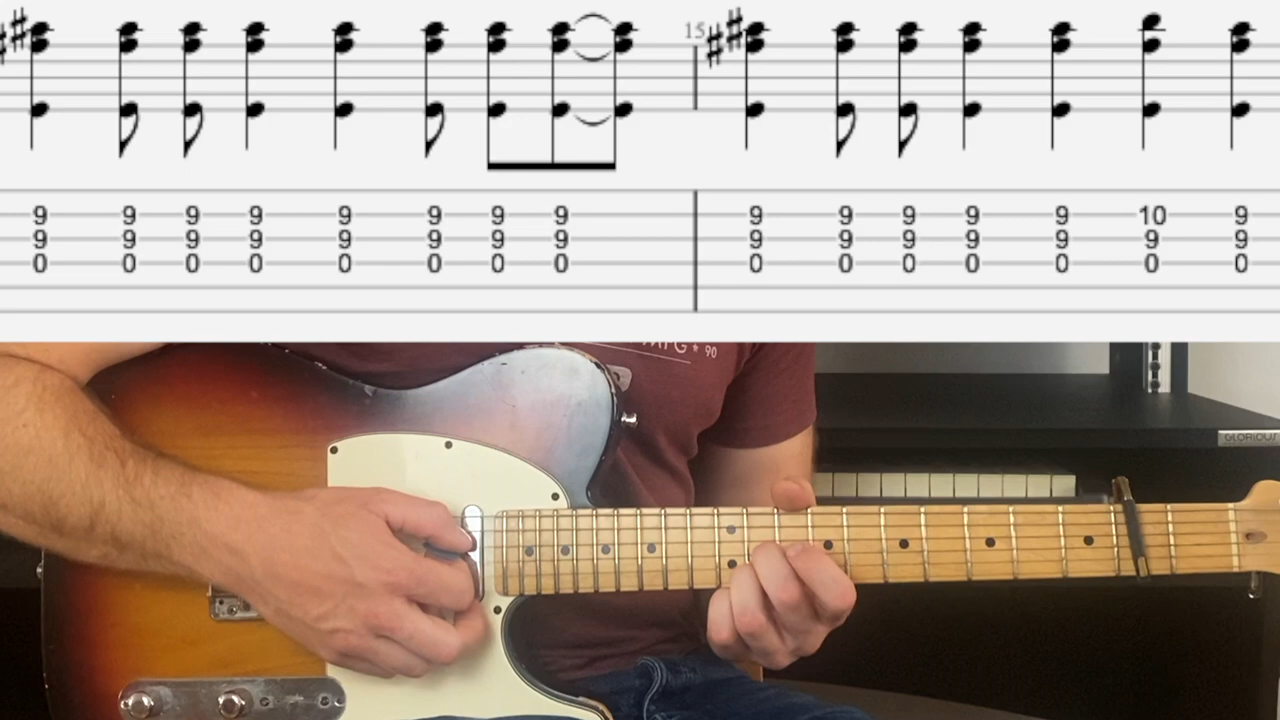 15
9 9 9 9 9 9 9 9 9 9 9 9 9 10 9
9 9 9 9 9 9 9 9 9 9 9 9 9 9 9
0 0 0 0 0 0 0 0 0 0 0 0 0 0 0
MFG ★ 90
GLORIOUS